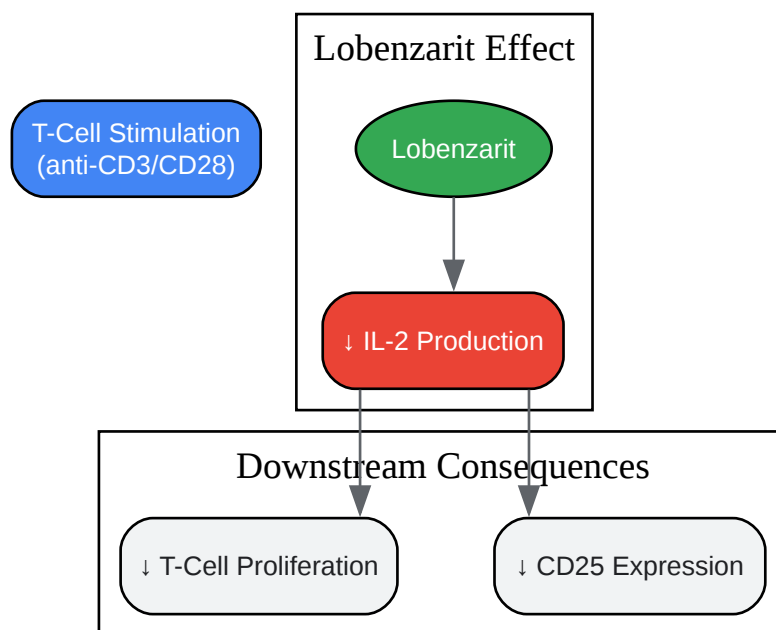 Lobenzarit Effect
T-Cell Stimulation
(anti-CD3/CD28)
Lobenzarit
↓ IL-2 Production
Downstream Consequences
↓ T-Cell Proliferation
↓ CD25 Expression